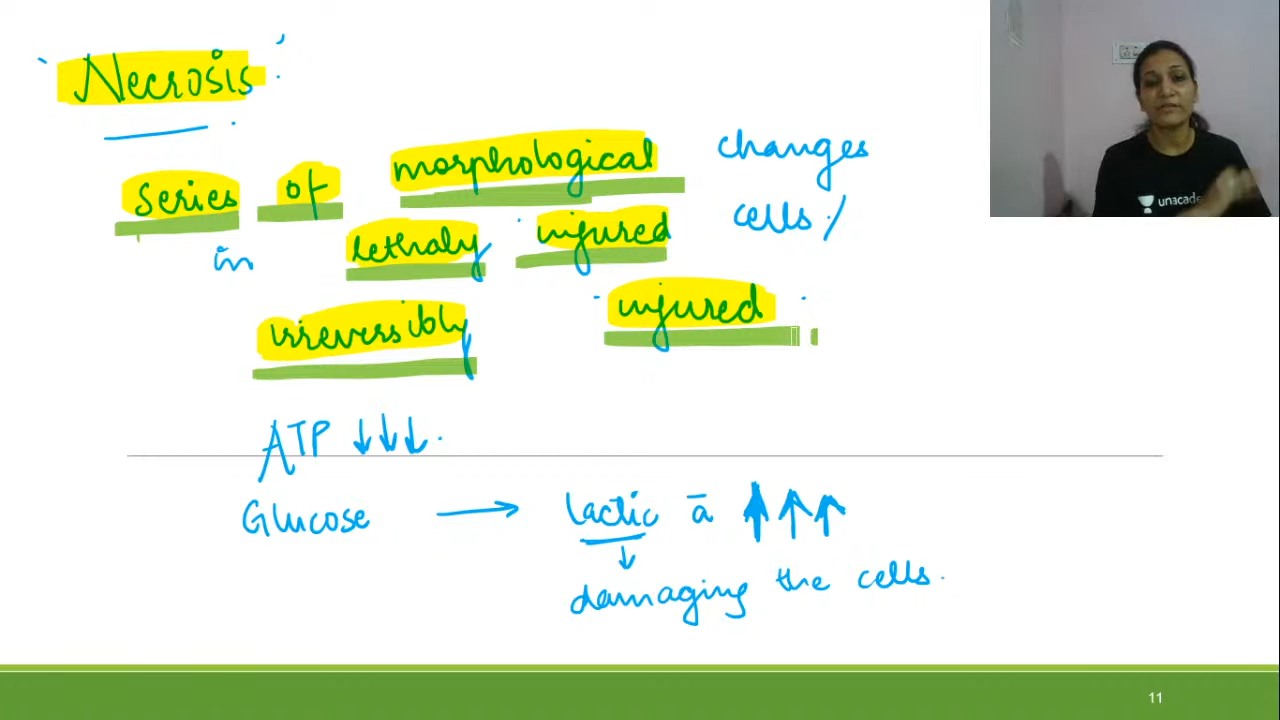 Necrosis
series of morphological changes
in lethaly injured cells /
irreversibly injured
ATP ↓↓↓.
Glucose → lactic ā ↑↑↑
↓
damaging the cells.
11